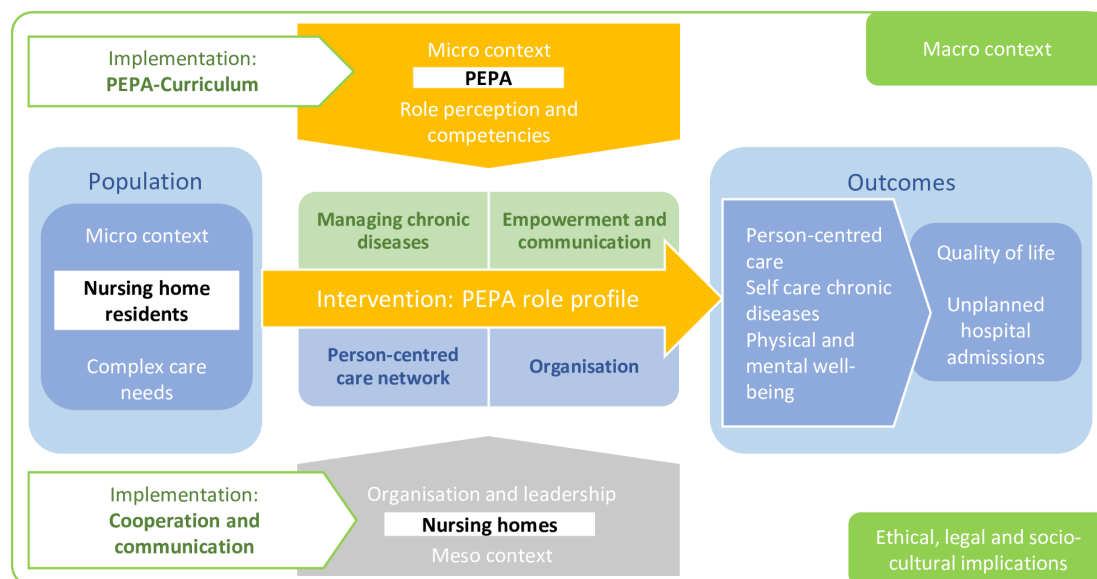 Implementation:
PEPA-Curriculum
Micro context
PEPA
Role perception and
competencies
Macro context
Population
Micro context
Nursing home
residents
Complex care
needs
Managing chronic
diseases
Empowerment and
communication
Intervention: PEPA role profile
Person-centred
care network
Organisation
Outcomes
Person-centred
care
Self care chronic
diseases
Physical and
mental well-
being
Quality of life
Unplanned
hospital
admissions
Implementation:
Cooperation and
communication
Organisation and leadership
Nursing homes
Meso context
Ethical, legal and socio-
cultural implications